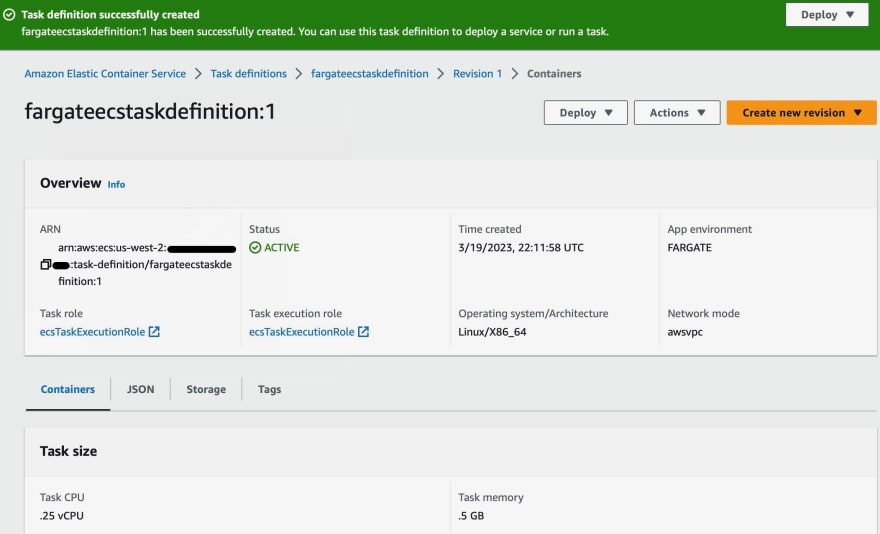 Task definition successfully created
Deploy ▼
fargateecstaskdefinition:1 has been successfully created. You can use this task definition to deploy a service or run a task.
Amazon Elastic Container Service > Task definitions > fargateecstaskdefinition > Revision 1 > Containers
fargateecstaskdefinition:1
Deploy ▼
Actions ▼
Create new revision ▼
Overview Info
ARN
arn:aws:ecs:us-west-2:
:task-definition/fargateecstaskde
finition:1
Status
ACTIVE
Time created
3/19/2023, 22:11:58 UTC
App environment
FARGATE
Task role
ecsTaskExecutionRole
Task execution role
ecsTaskExecutionRole
Operating system/Architecture
Linux/X86_64
Network mode
awsvpc
Containers
JSON
Storage
Tags
Task size
Task CPU
.25 vCPU
Task memory
.5 GB